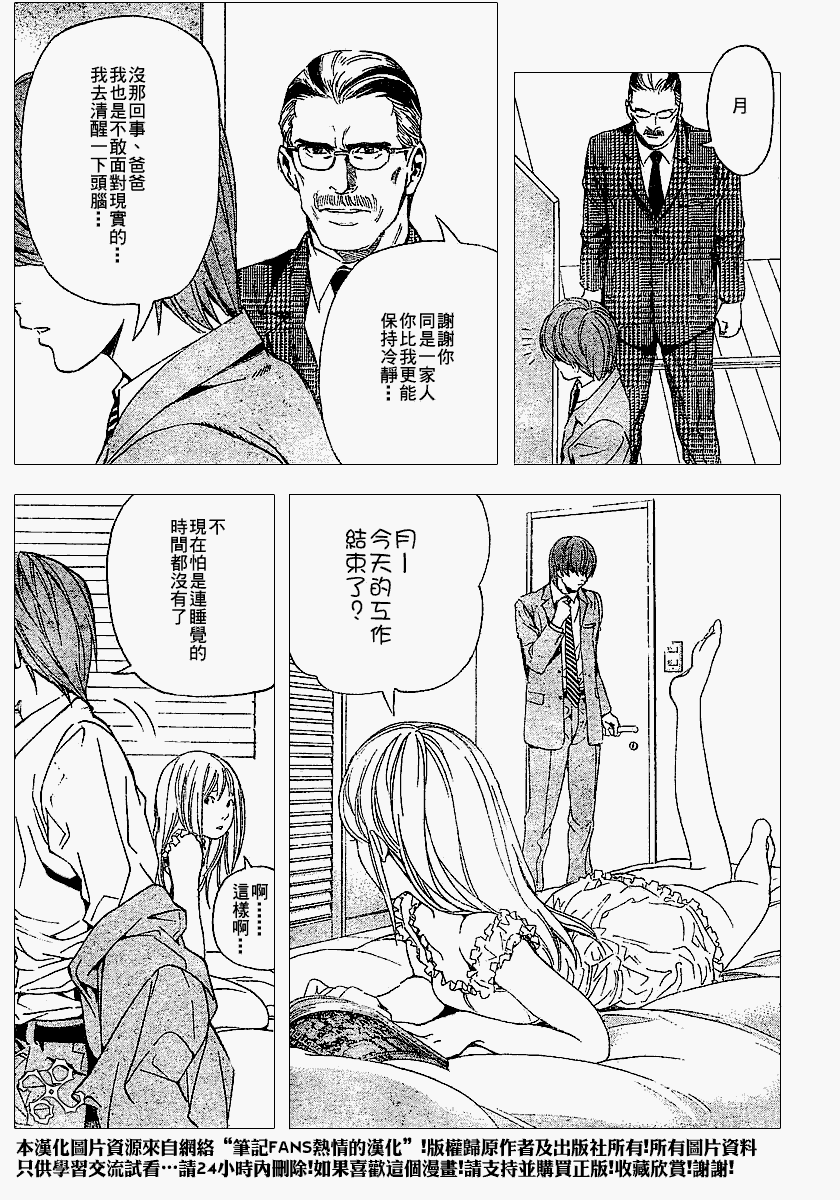 月
謝謝你
同是一家人
你比我更能
保持冷靜…
沒那回事、爸爸
我也是不敢面對現實的…
我去清醒一下頭腦…
月ー
今天的工作
結束了?
不
現在怕是連睡覺的
時間都沒有了
啊……
這樣啊…
本漢化圖片資源來自網絡“筆記FANS熱情的漢化”!版權歸原作者及出版社所有!所有圖片資料
只供學習交流試看…請24小時內刪除!如果喜歡這個漫畫!請支持並購買正版!收藏欣賞!謝謝!